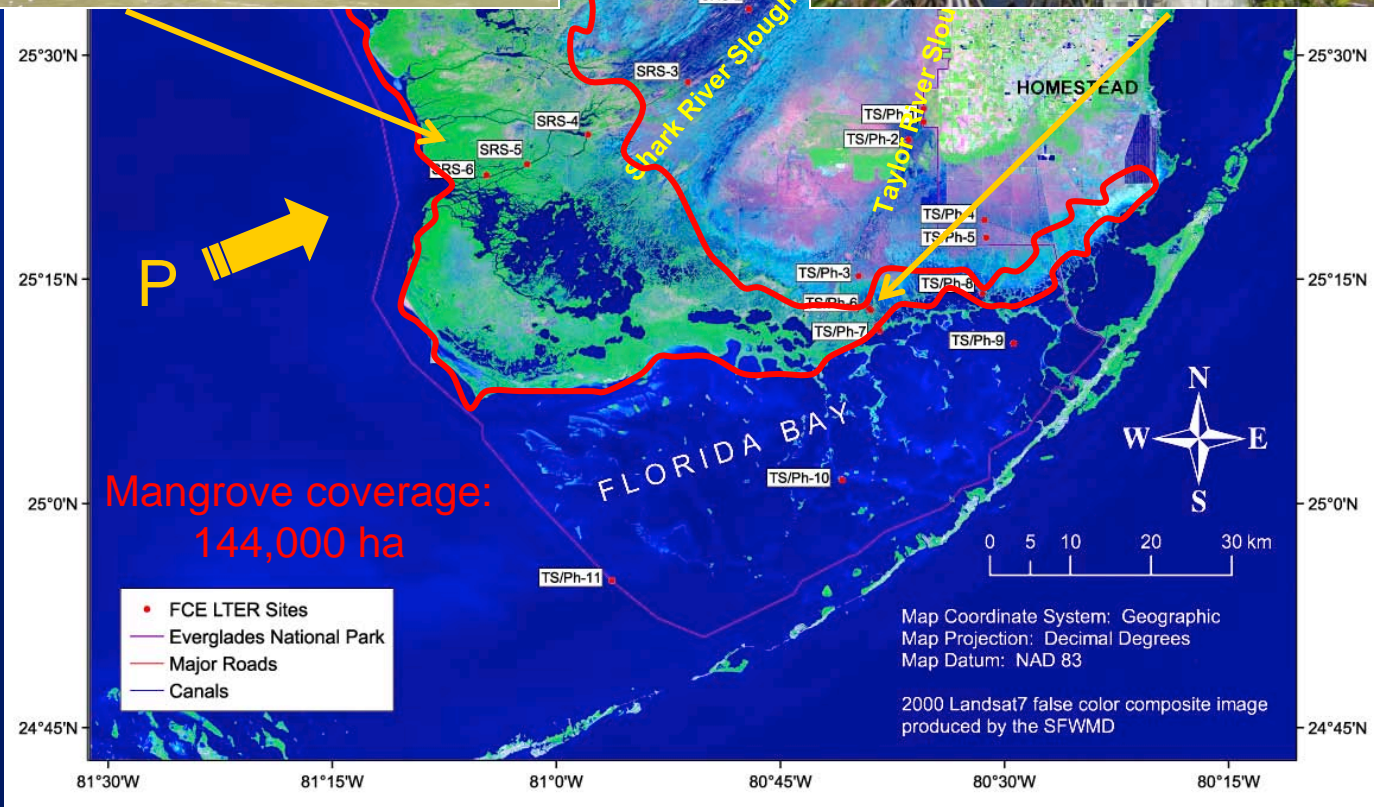 25°30'N
25°30'N
SRS-3
Shark River Slough
Taylor River Slou
HOMESTEAD
SRS-4
SRS-5
SRS-6
TS/Ph-2
TS/Ph-4
TS/Ph-5
P
25°15'N
25°15'N
TS/Ph-3
TS/Ph-8
TS/Ph-6
TS/Ph-7
TS/Ph-9
N
W
E
S
FLORIDA BAY
TS/Ph-10
25°0'N
25°0'N
Mangrove coverage:
144,000 ha
0 5 10 20 30 km
TS/Ph-11
FCE LTER Sites
Everglades National Park
Major Roads
Canals
Map Coordinate System: Geographic
Map Projection: Decimal Degrees
Map Datum: NAD 83
2000 Landsat7 false color composite image
produced by the SFWMD
24°45'N
24°45'N
81°30'W 81°15'W 81°0'W 80°45'W 80°30'W 80°15'W